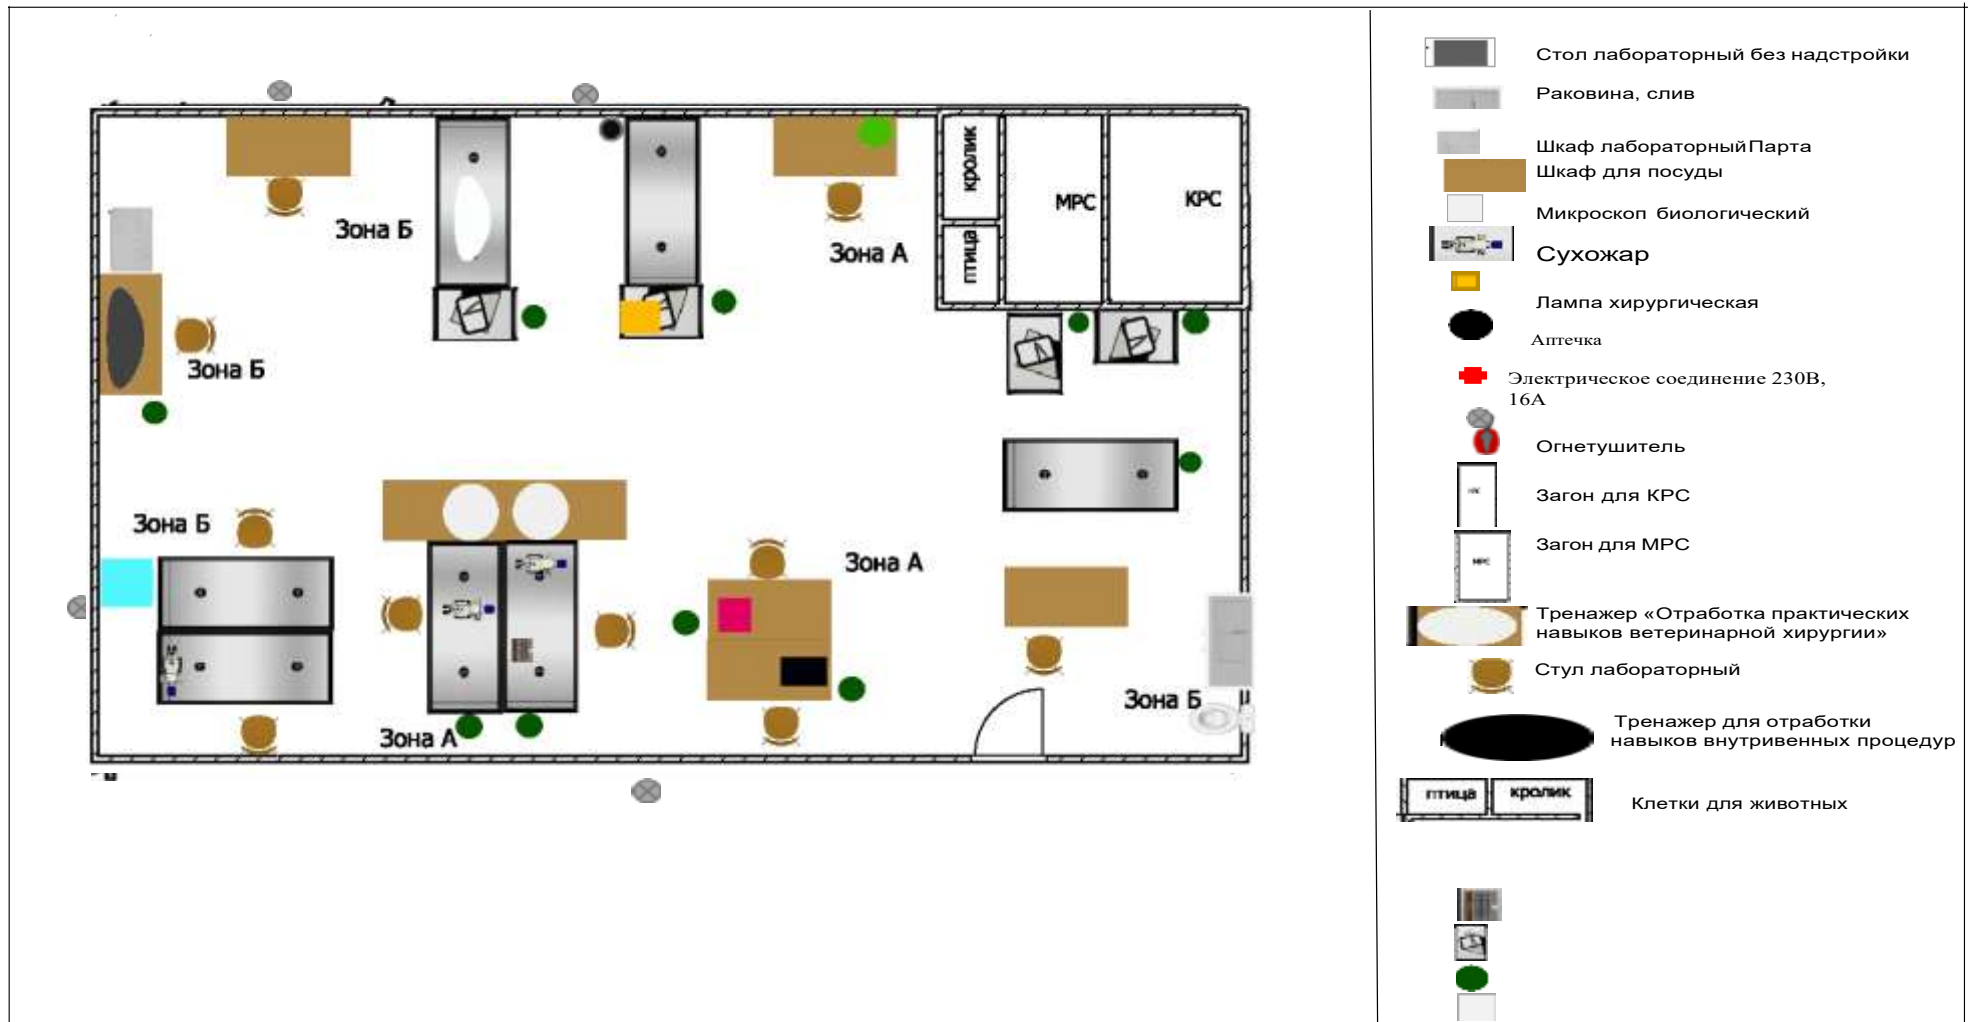 кролик
птица
МРС
КРС
Зона Б
Зона А
Зона Б
Зона Б
Зона А
Зона А
Зона Б
Стол лабораторный без надстройки
Раковина, слив
Шкаф лабораторныйПарта
Шкаф для посуды
Микроскоп биологический
Сухожар
Лампа хирургическая
Аптечка
Электрическое соединение 230В,
16А
Огнетушитель
Загон для КРС
МРС
Загон для МРС
Тренажер «Отработка практических
навыков ветеринарной хирургии»
Стул лабораторный
Тренажер для отработки
навыков внутривенных процедур
птица
кролик
Клетки для животных